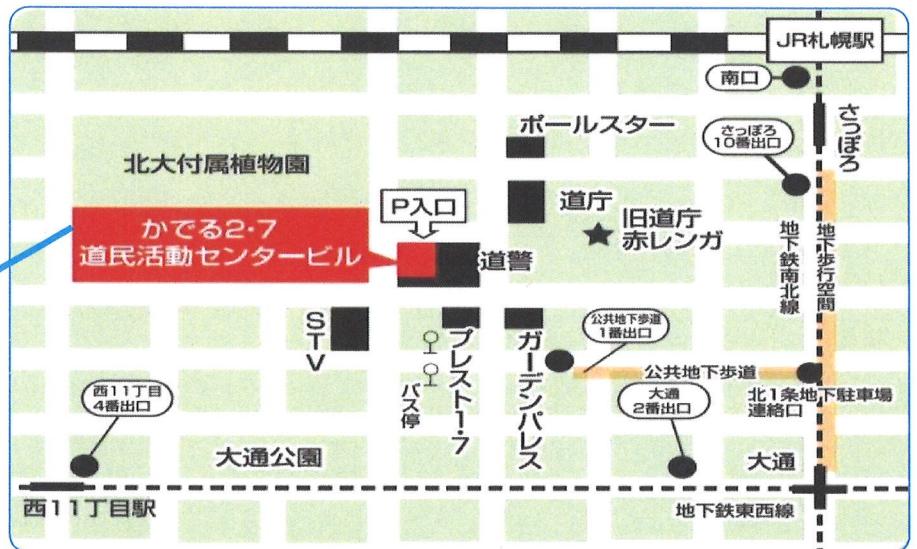 JR札幌駅
南口
さっぽろ
さっぽろ
10番出口
ポールスター
北大付属植物園
P入口
道庁
旧道庁
赤レンガ
かでる2・7
道民活動センタービル
道警
地下鉄南北線
地下歩行空間
STV
バス停
プレスト1・7
ガーデンパレス
公共地下歩道
1番出口
公共地下歩道
北1条地下駐車場
連絡口
西11丁目
4番出口
大通
2番出口
大通公園
大通
西11丁目駅
地下鉄東西線